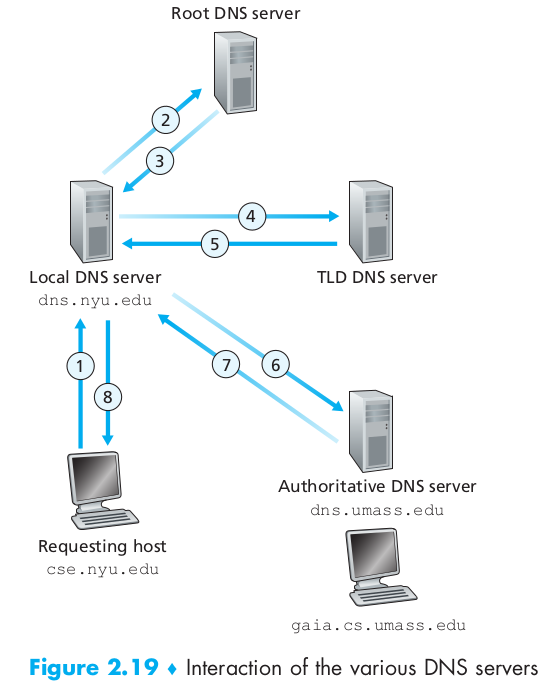 Root DNS server
2
3
4
5
Local DNS server
dns.nyu.edu
TLD DNS server
1
8
7
6
Authoritative DNS server
dns.umass.edu
Requesting host
cse.nyu.edu
gaia.cs.umass.edu
Figure 2.19 ♦ Interaction of the various DNS servers